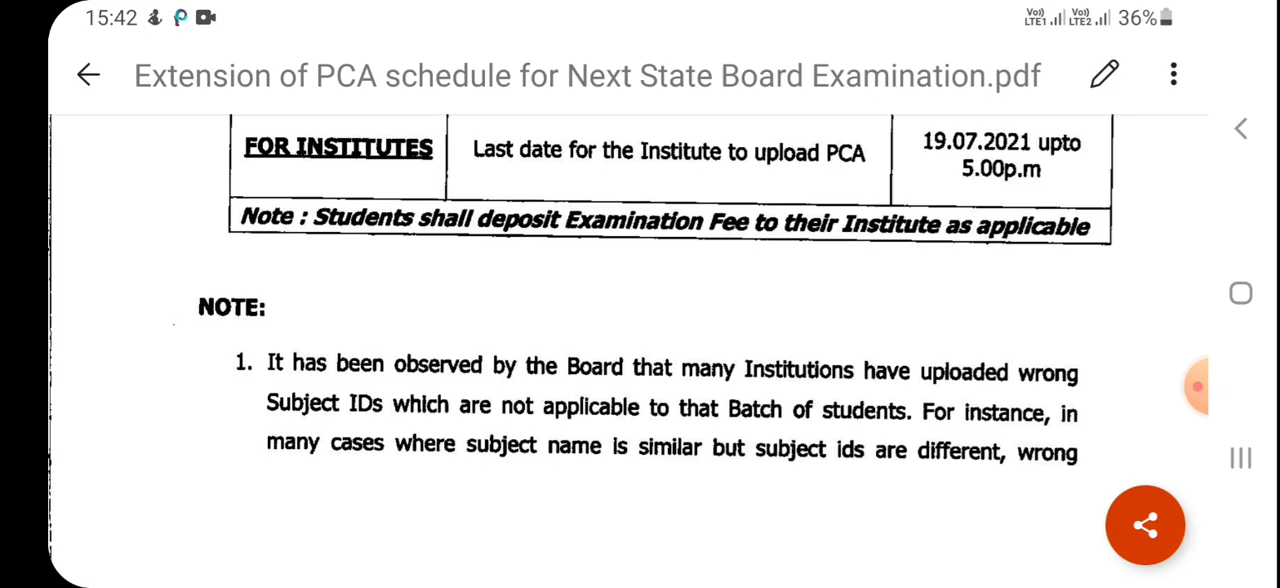 15:42
Vo) LTE1 Vo) LTE2 36%
Extension of PCA schedule for Next State Board Examination.pdf
FOR INSTITUTES Last date for the Institute to upload PCA 19.07.2021 upto
5.00p.m
Note : Students shall deposit Examination Fee to their Institute as applicable
NOTE:
1. It has been observed by the Board that many Institutions have uploaded wrong
Subject IDs which are not applicable to that Batch of students. For instance, in
many cases where subject name is similar but subject ids are different, wrong